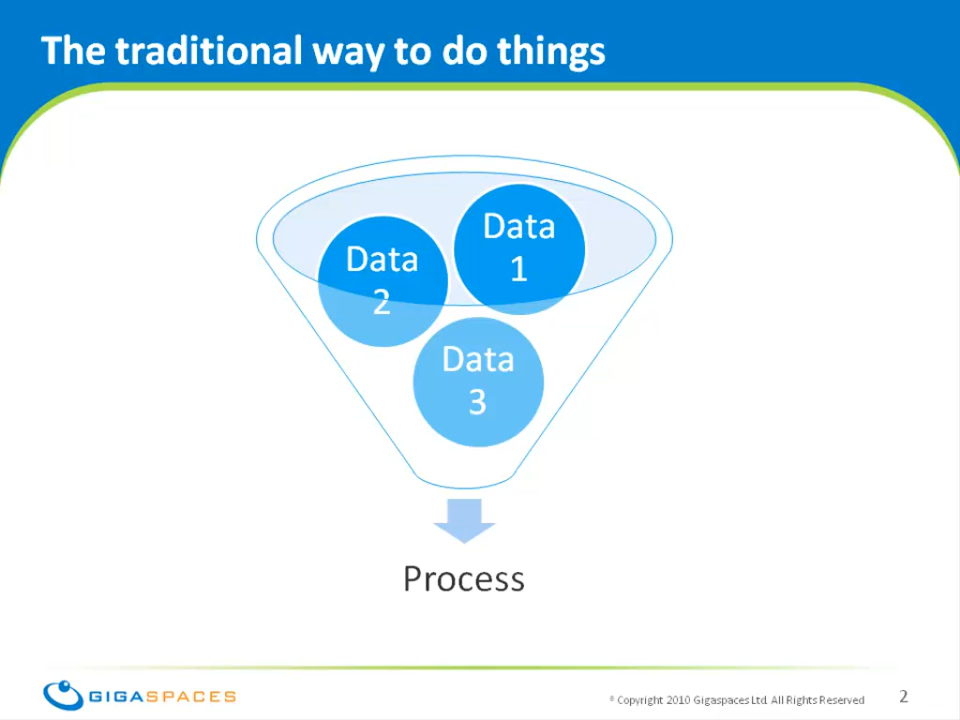 The traditional way to do things
Data
1
Data
2
Data
3
Process
GIGASPACES
® Copyright 2010 Gigaspaces Ltd. All Rights Reserved
2